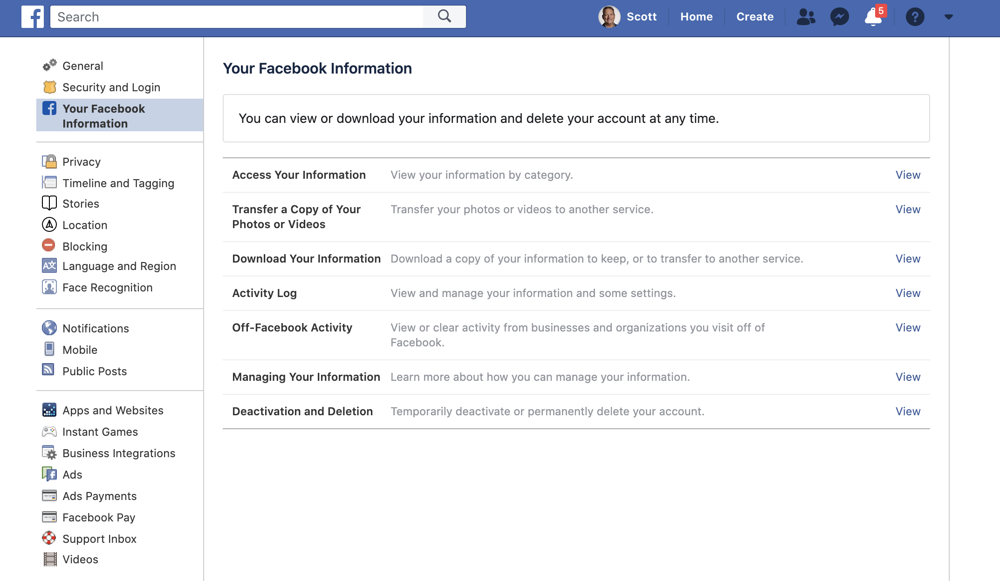 Search
Scott
Home
Create
5
General
Security and Login
Your Facebook
Information
Privacy
Timeline and Tagging
Stories
Location
Blocking
Language and Region
Face Recognition
Notifications
Mobile
Public Posts
Apps and Websites
Instant Games
Business Integrations
Ads
Ads Payments
Facebook Pay
Support Inbox
Videos
Your Facebook Information
You can view or download your information and delete your account at any time.
Access Your Information View your information by category. View
Transfer a Copy of Your Transfer your photos or videos to another service. View
Photos or Videos
Download Your Information Download a copy of your information to keep, or to transfer to another service. View
Activity Log View and manage your information and some settings. View
Off-Facebook Activity View or clear activity from businesses and organizations you visit off of View
Facebook.
Managing Your Information Learn more about how you can manage your information. View
Deactivation and Deletion Temporarily deactivate or permanently delete your account. View